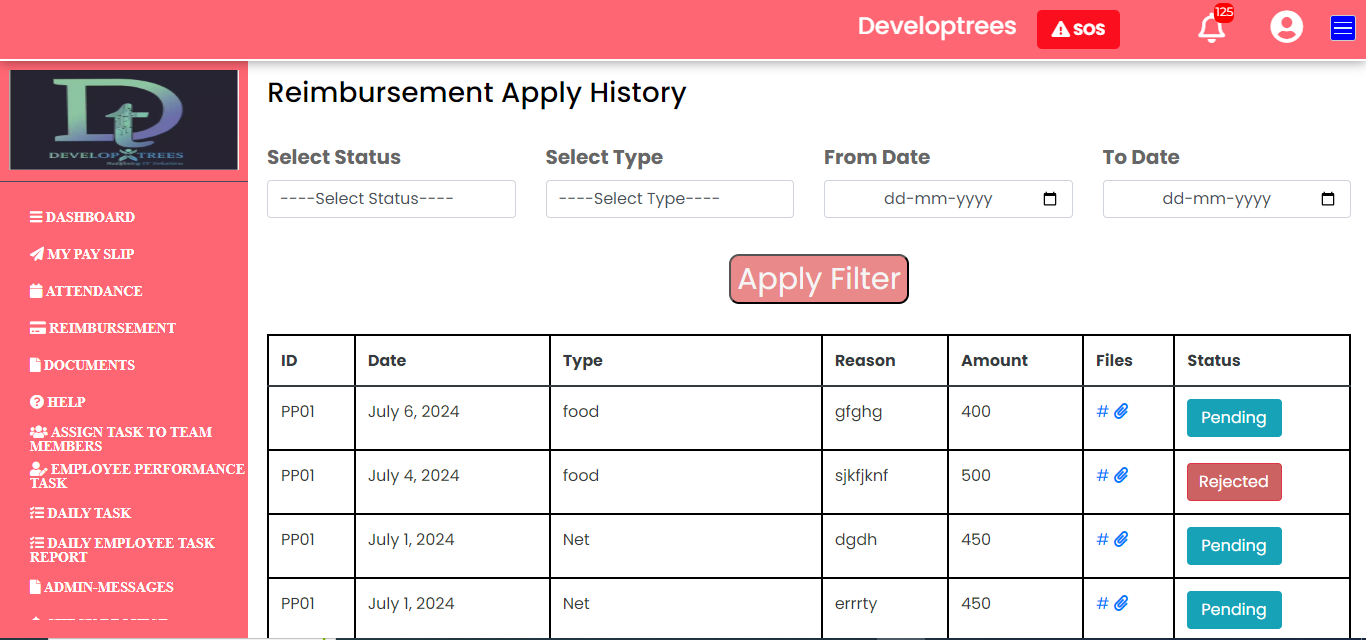 Developtrees
SOS
125
DEVELOP TREES
Reimbursement Apply History
Select Status
Select Type
From Date
To Date
----Select Status----
----Select Type----
dd-mm-yyyy
dd-mm-yyyy
Apply Filter
DASHBOARD
MY PAY SLIP
ATTENDANCE
REIMBURSEMENT
DOCUMENTS
HELP
ASSIGN TASK TO TEAM
MEMBERS
EMPLOYEE PERFORMANCE
TASK
DAILY TASK
DAILY EMPLOYEE TASK
REPORT
ADMIN-MESSAGES
ID Date Type Reason Amount Files Status
PP01 July 6, 2024 food gfghg 400 # Pending
PP01 July 4, 2024 food sjkfjknf 500 # Rejected
PP01 July 1, 2024 Net dgdh 450 # Pending
PP01 July 1, 2024 Net errrty 450 # Pending